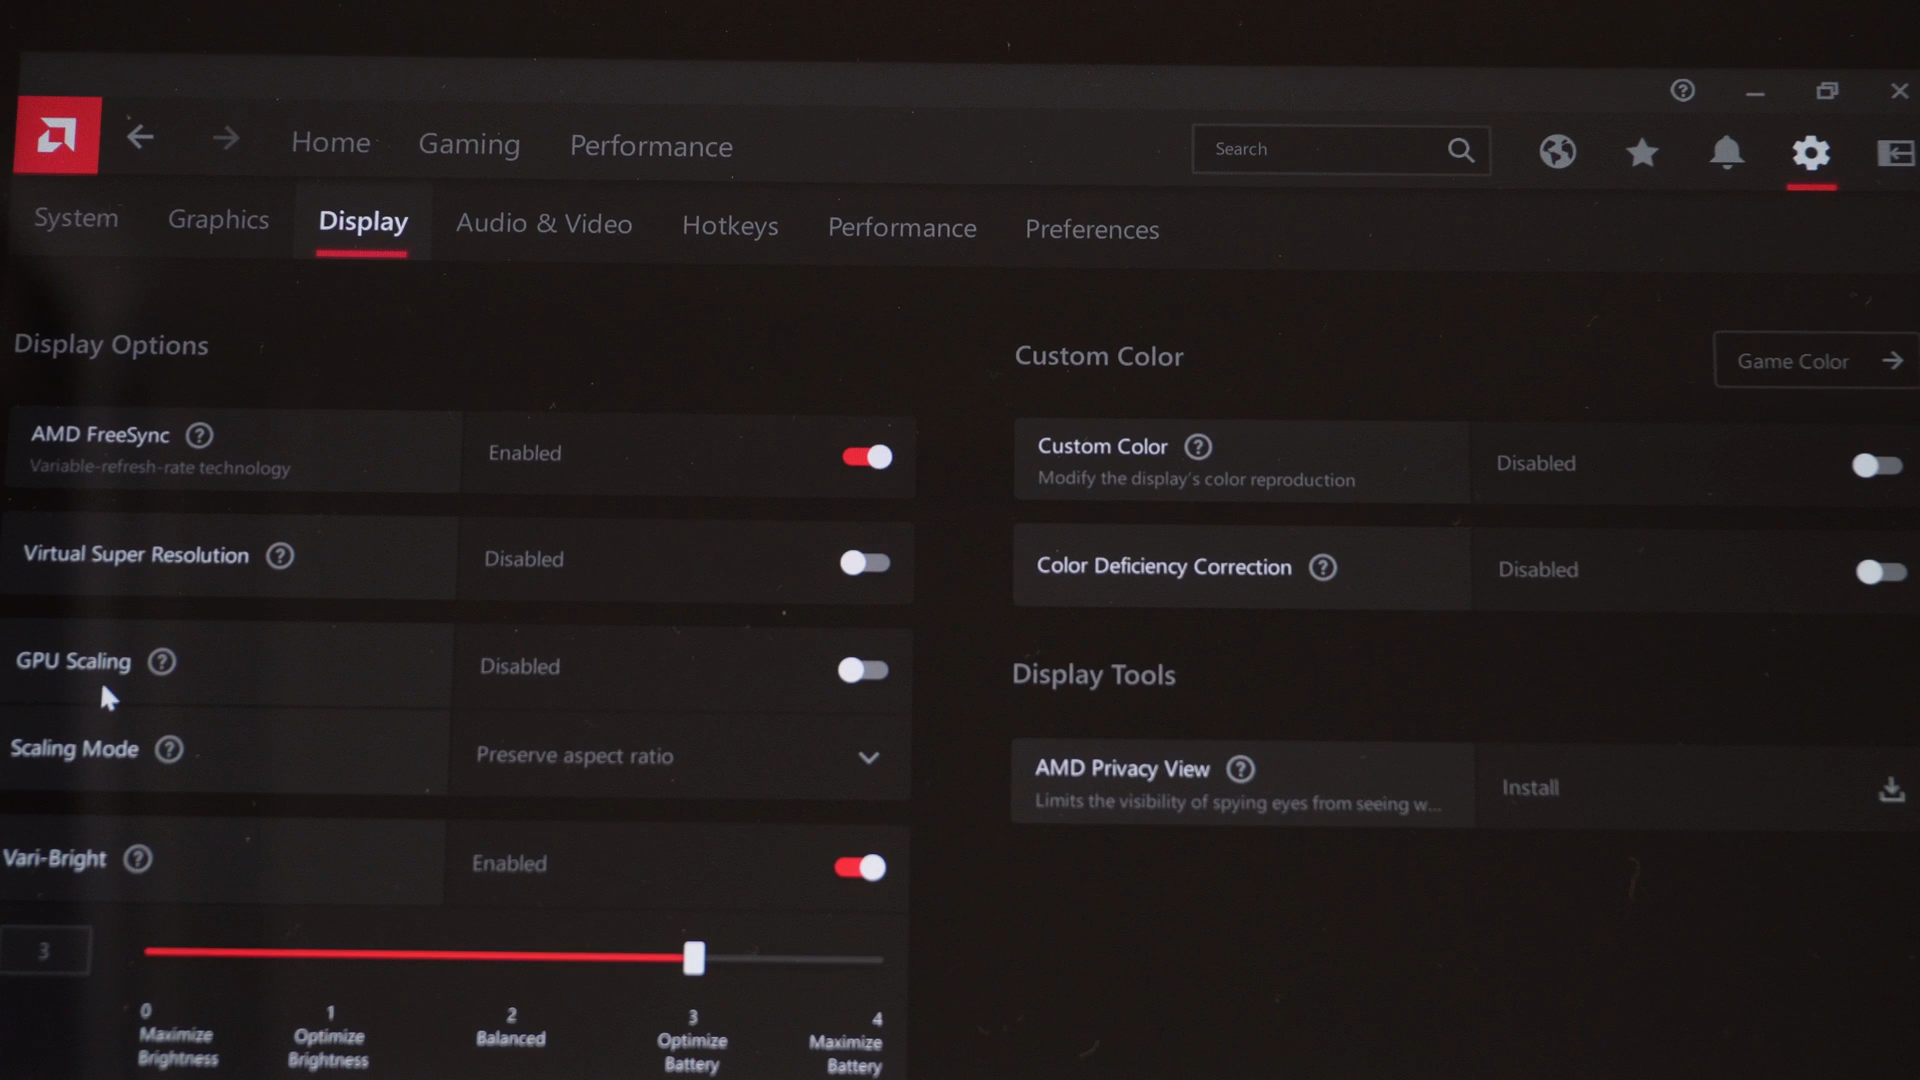 Home
Gaming
Performance
Search
System
Graphics
Display
Audio & Video
Hotkeys
Performance
Preferences
Display Options
AMD FreeSync
Variable-refresh-rate technology
Enabled
Virtual Super Resolution
Disabled
GPU Scaling
Disabled
Scaling Mode
Preserve aspect ratio
Vari-Bright
Enabled
3
0
Maximize
Brightness
1
Optimize
Brightness
2
Balanced
3
Optimize
Battery
4
Maximize
Battery
Custom Color
Game Color
Custom Color
Modify the display's color reproduction
Disabled
Color Deficiency Correction
Disabled
Display Tools
AMD Privacy View
Limits the visibility of spying eyes from seeing w...
Install